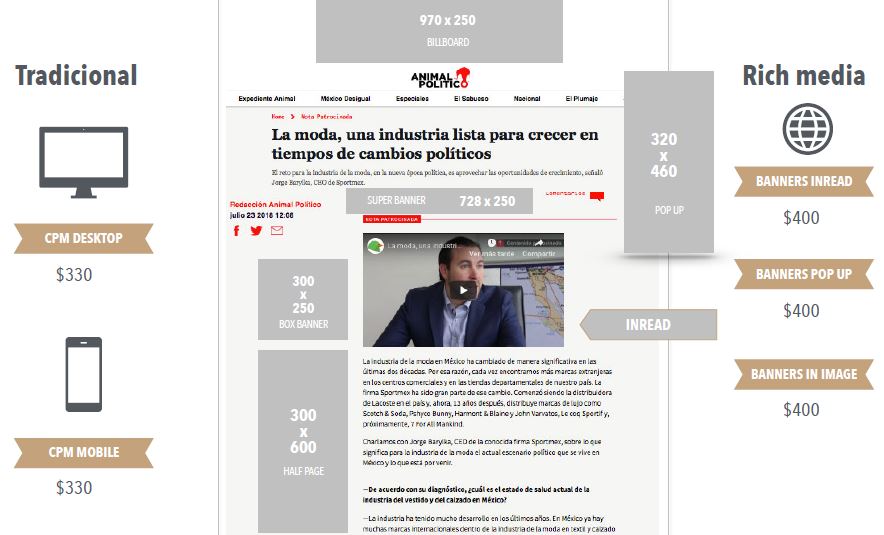 970 x 250
BILLBOARD
Tradicional
CPM DESKTOP
$330
CPM MOBILE
$330
ANIMAL
POLITICO
Expediente Animal México Desigual Especiales El Sabueso Nacional El Plumaje
Home > Nota Patrocinada
La moda, una industria lista para crecer en
tiempos de cambios políticos
El reto para la industria de la moda, en la nueva época política, es aprovechar las oportunidades de crecimiento, señaló
Jorge Barylka, CEO de Sportmex.
Redacción Animal Político
julio 23 2018 12:08
SUPER BANNER 728 x 250
Comentarios
NOTA PATROCINADA
La moda, una industri...
Contenido patrocinado
Ver más tarde Compartir
300
x
250
BOX BANNER
300
x
600
HALF PAGE
La industria de la moda en México ha cambiado de manera significativa en las
últimas dos décadas. Por esa razón, cada vez encontramos más marcas extranjeras
en los centros comerciales y en las tiendas departamentales de nuestro país. La
firma Sportmex ha sido gran parte de ese cambio. Comenzó siendo la distribuidora
de Lacoste en el país y, ahora, 12 años después, distribuye marcas de lujo como
Scotch & Soda, Pshyce Bunny, Harmont & Blaine y John Varvatos, Le coq Sportif y,
próximamente, 7 For All Mankind.
Charlamos con Jorge Barylka, CEO de la conocida firma Sportmex, sobre lo que
significa para la industria de la moda el actual escenario político que se vive en
México y lo que está por venir.
—De acuerdo con su diagnóstico, ¿cuál es el estado de salud actual de la
industria del vestido y del calzado en México?
—La industria ha tenido mucho desarrollo en los últimos años. En México ya hay
muchas marcas internacionales dentro de la industria de la moda en textil y calzado
320
x
460
POP UP
INREAD
Rich media
BANNERS INREAD
$400
BANNERS POP UP
$400
BANNERS IN IMAGE
$400